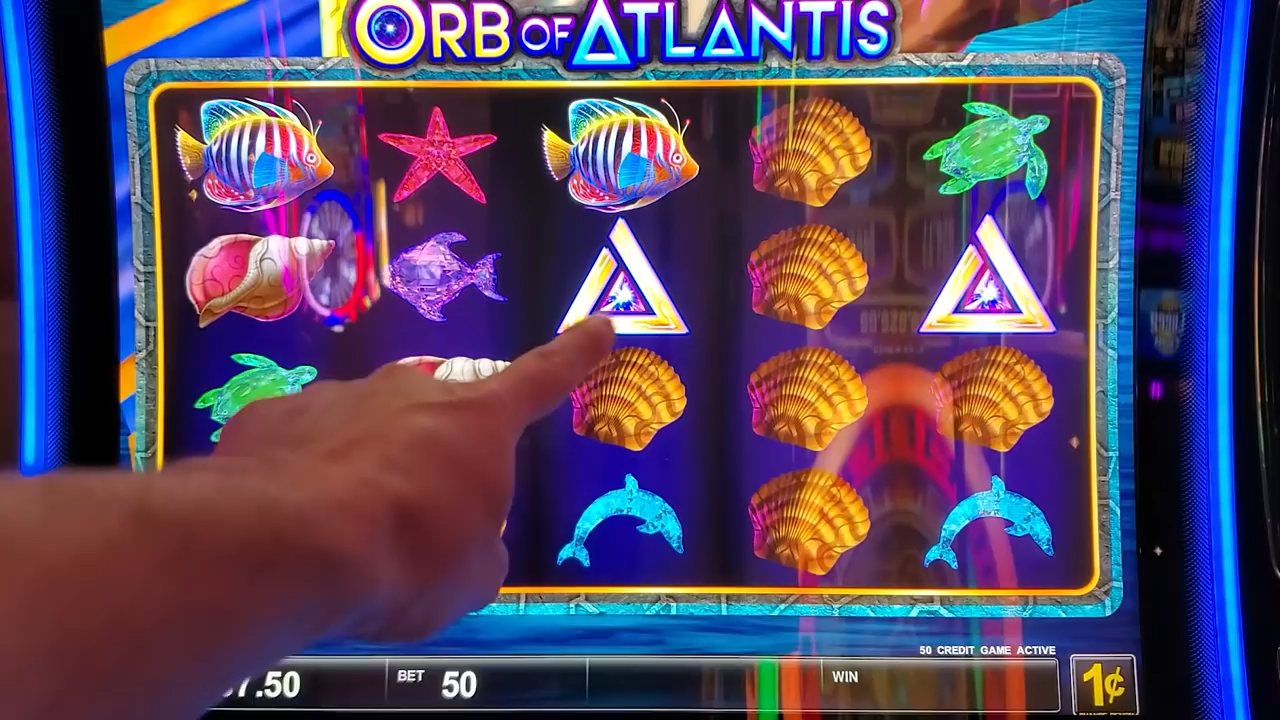 ORB OF ATLANTIS
50 CREDIT GAME ACTIVE
7.50 BET 50 WIN
1¢